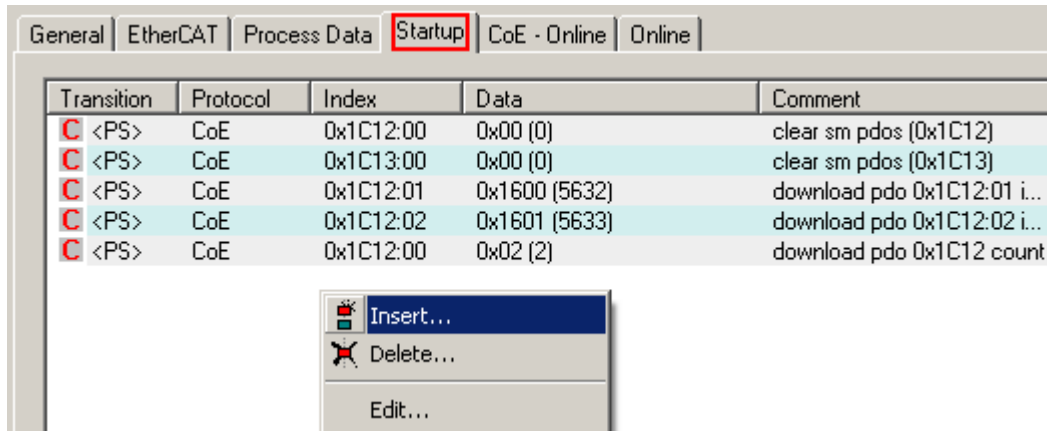 General EtherCAT Process Data Startup CoE - Online Online
Transition Protocol Index Data Comment
C <PS> CoE 0x1C12:00 0x00 (0) clear sm pdos (0x1C12)
C <PS> CoE 0x1C13:00 0x00 (0) clear sm pdos (0x1C13)
C <PS> CoE 0x1C12:01 0x1600 (5632) download pdo 0x1C12:01 i...
C <PS> CoE 0x1C12:02 0x1601 (5633) download pdo 0x1C12:02 i...
C <PS> CoE 0x1C12:00 0x02 (2) download pdo 0x1C12 count
Insert...
Delete...
Edit...